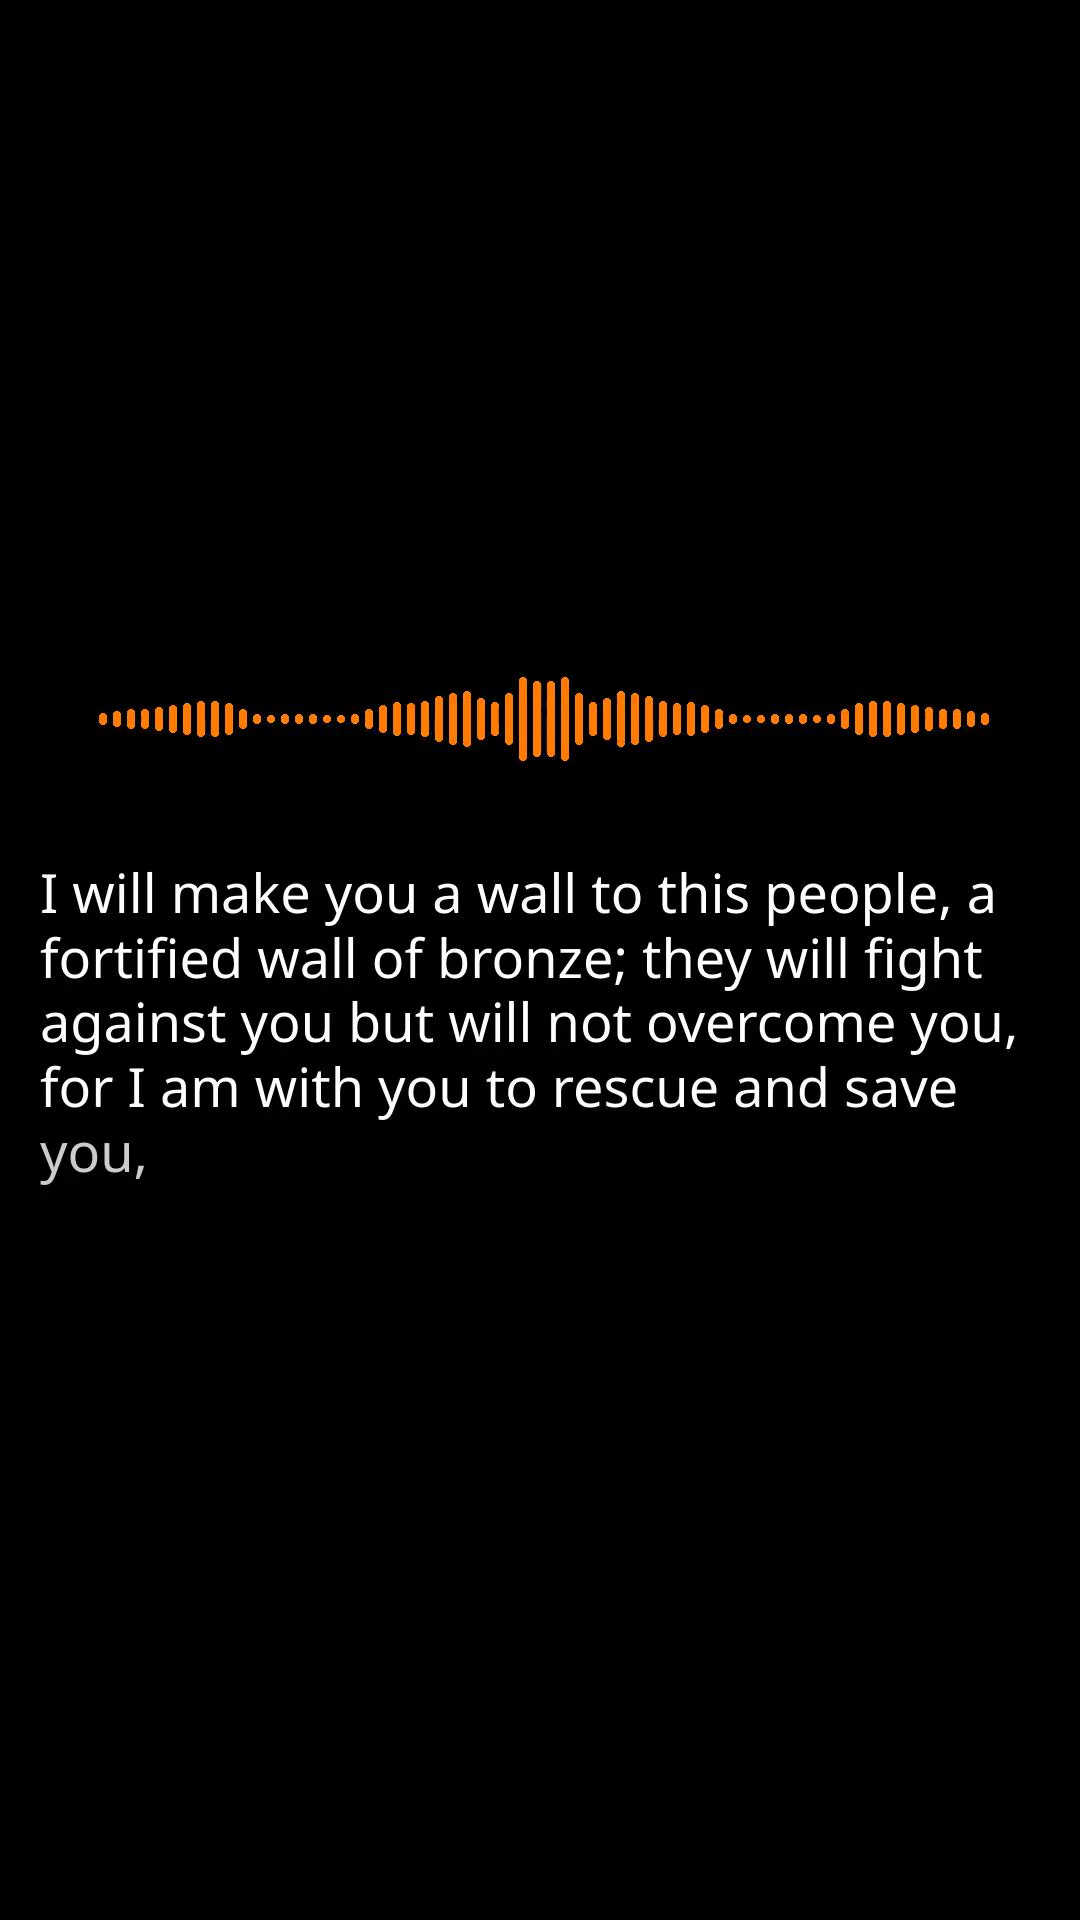 I will make you a wall to this people, a
fortified wall of bronze; they will fight
against you but will not overcome you,
for I am with you to rescue and save
you,